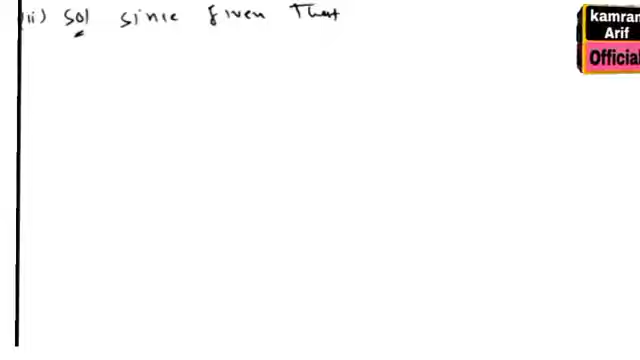 (ii) Sol since given That
kamran
Arif
Official